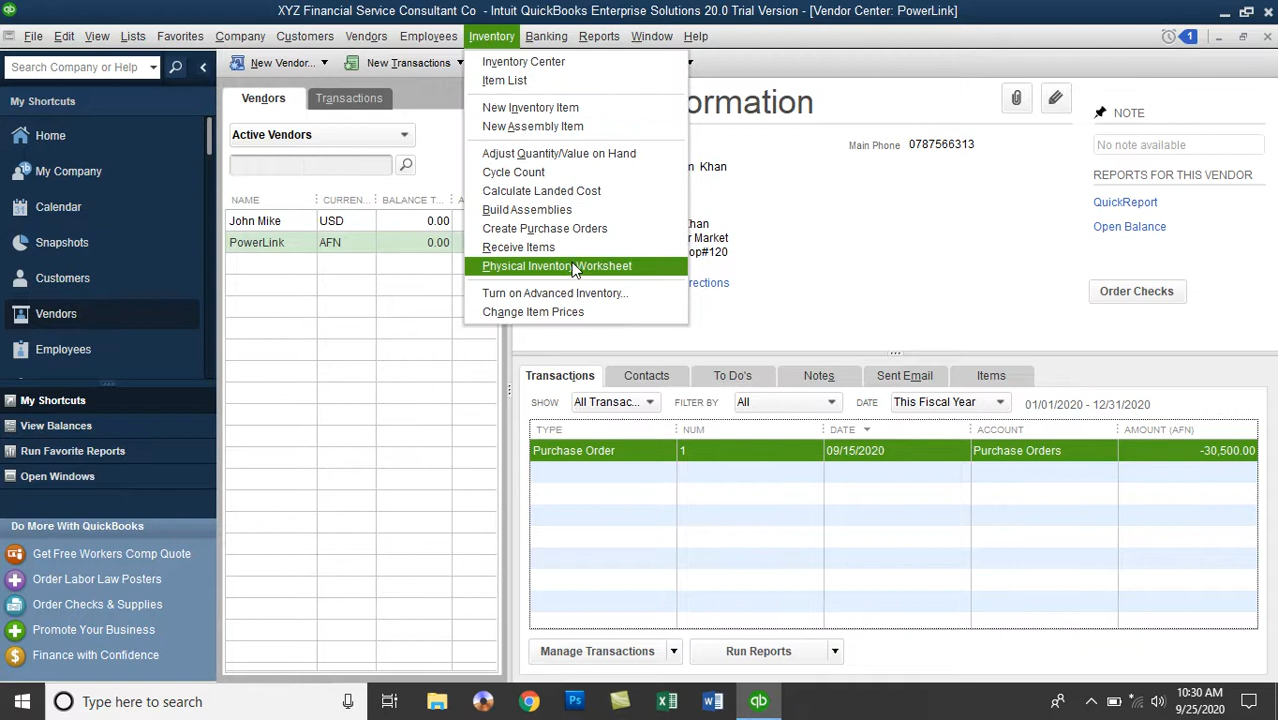 XYZ Financial Service Consultant Co - Intuit QuickBooks Enterprise Solutions 20.0 Trial Version - [Vendor Center: PowerLink]
File Edit View Lists Favorites Company Customers Vendors Employees Inventory Banking Reports Window Help 1
Search Company or Help
My Shortcuts
Home
My Company
Calendar
Snapshots
Customers
Vendors
Employees
My Shortcuts
View Balances
Run Favorite Reports
Open Windows
Do More With QuickBooks
Get Free Workers Comp Quote
Order Labor Law Posters
Order Checks & Supplies
Promote Your Business
Finance with Confidence
New Vendor...
New Transactions
Vendors Transactions
Active Vendors
NAME CURREN... BALANCE T... A
John Mike USD 0.00
PowerLink AFN 0.00
Inventory Center
Item List
New Inventory Item
New Assembly Item
Adjust Quantity/Value on Hand
Cycle Count
Calculate Landed Cost
Build Assemblies
Create Purchase Orders
Receive Items
Physical Inventory Worksheet
Turn on Advanced Inventory...
Change Item Prices
ormation
Main Phone 0787566313
m Khan
Khan
r Market
op#120
rections
NOTE
No note available
REPORTS FOR THIS VENDOR
QuickReport
Open Balance
Order Checks
Transactions Contacts To Do's Notes Sent Email Items
SHOW All Transac... FILTER BY All DATE This Fiscal Year 01/01/2020 - 12/31/2020
TYPE NUM DATE ACCOUNT AMOUNT (AFN)
Purchase Order 1 09/15/2020 Purchase Orders -30,500.00
Manage Transactions Run Reports
Type here to search
10:30 AM
9/25/2020